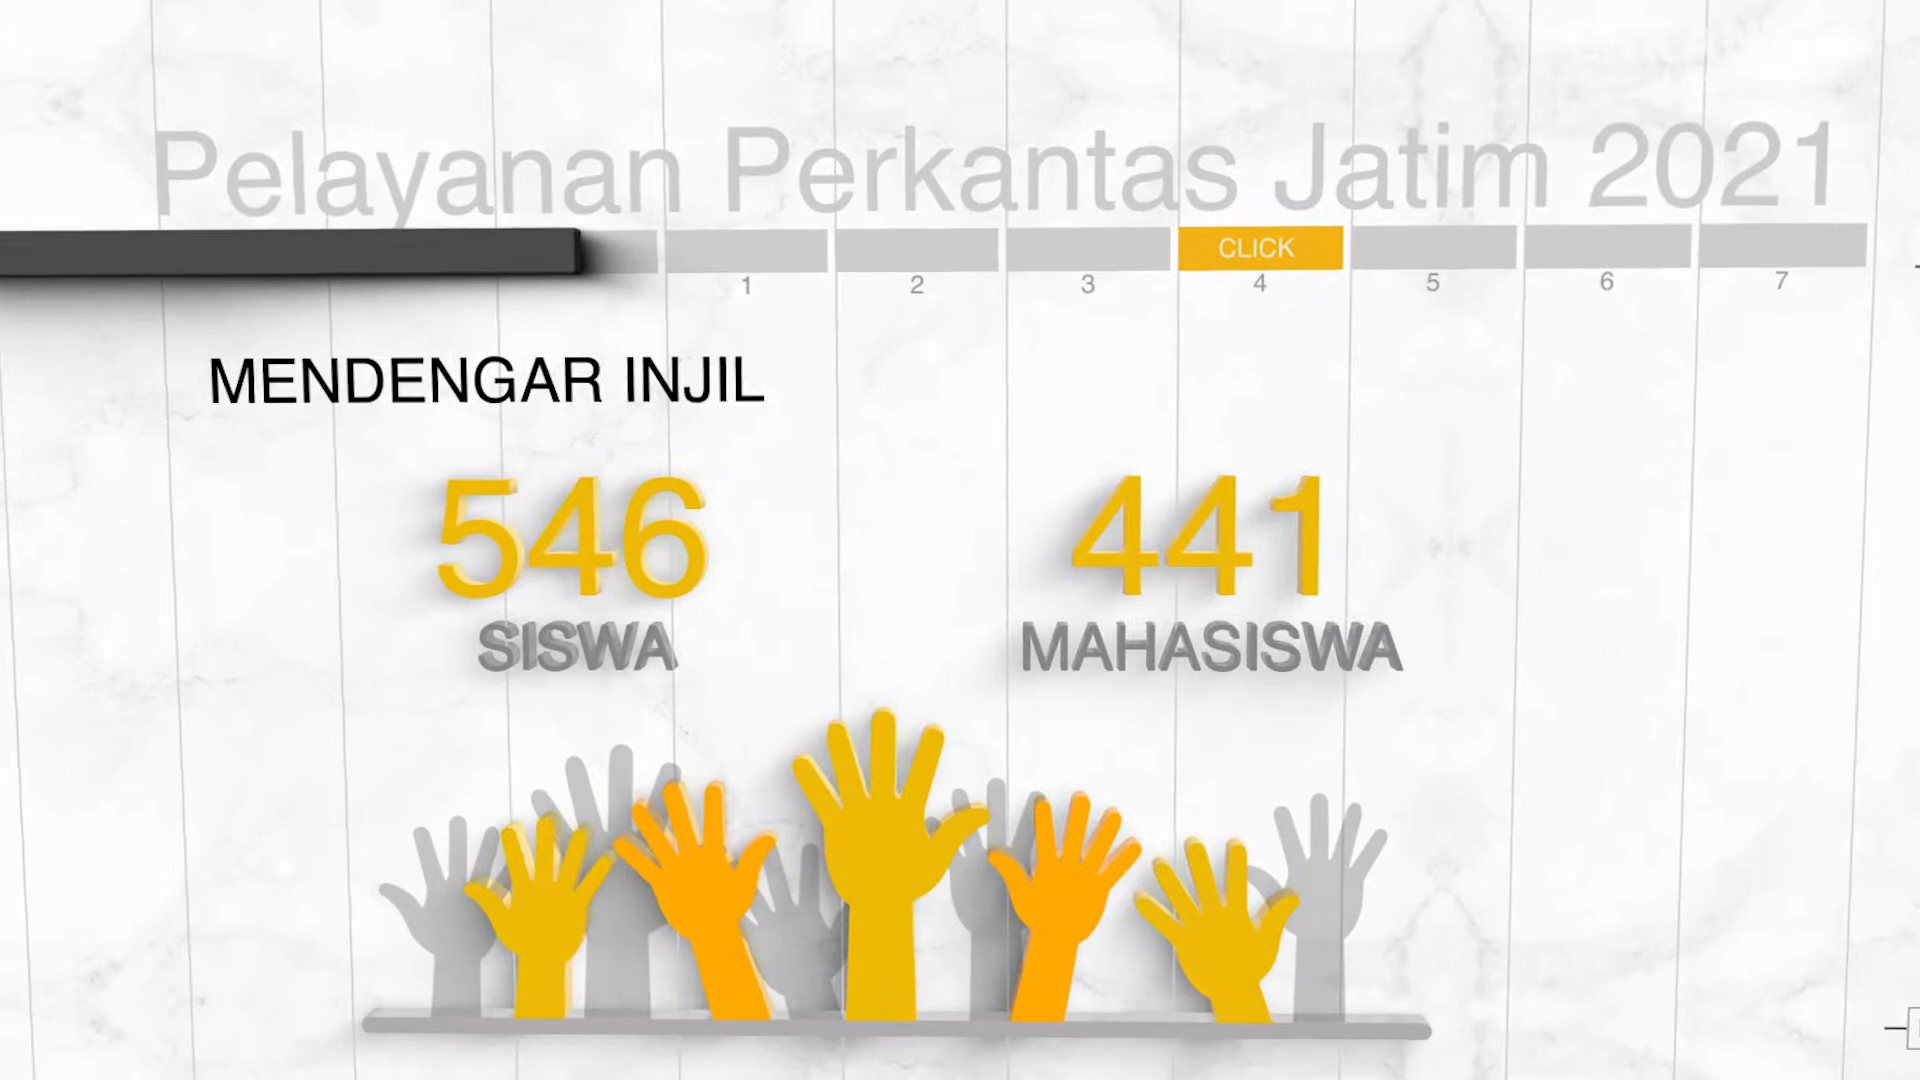 Pelayanan Perkantas Jatim 2021
CLICK
1 2 3 4 5 6 7
MENDENGAR INJIL
546 441
SISWA MAHASISWA